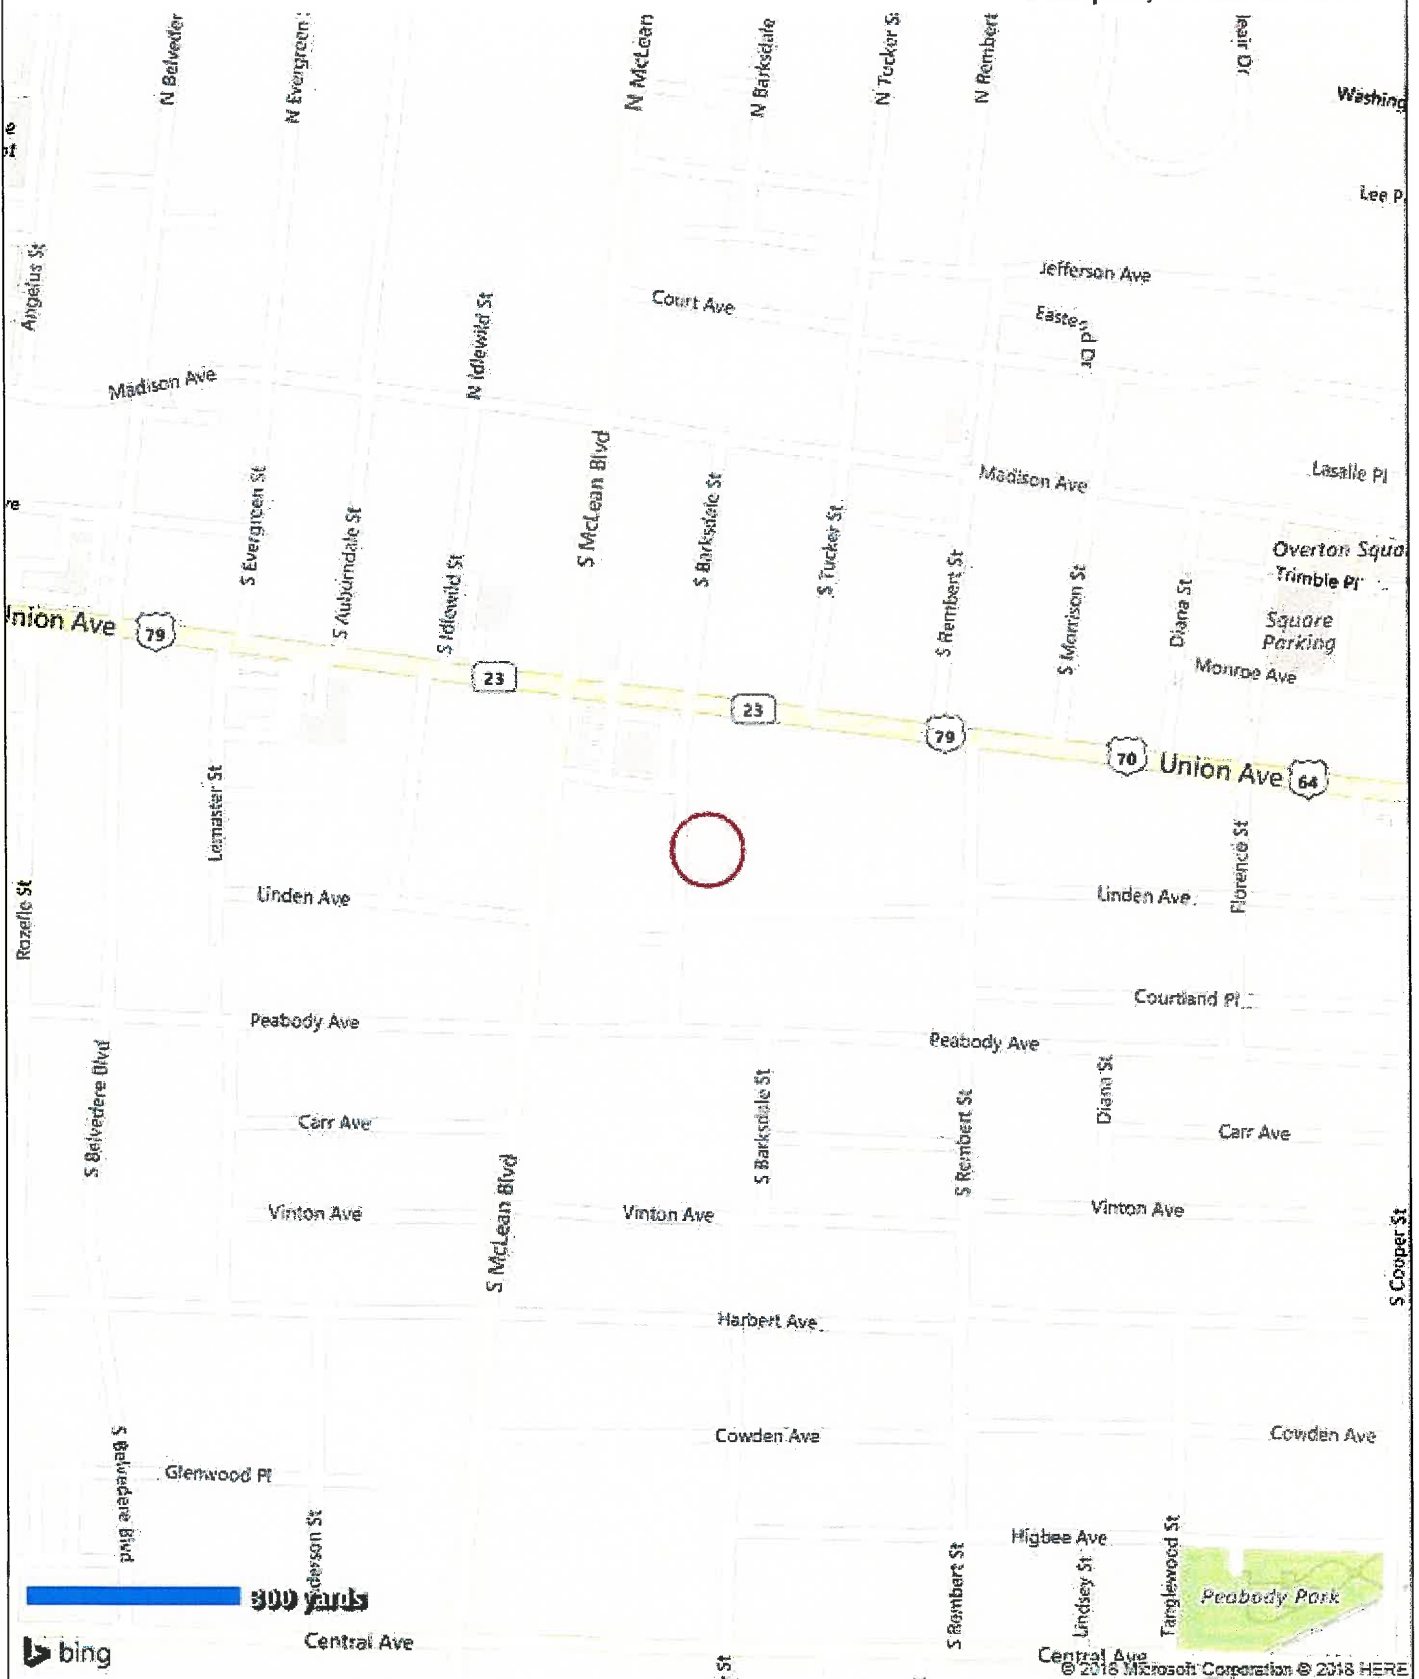 N Belveder
N Evergreen
N McLean
N Barksdale
N Tucker S
N Rembert
lear Dr
Washing
Lee P
Angelus St
Jefferson Ave
Court Ave
N Idlewild St
Madison Ave
S McLean Blvd
Madison Ave
Lasalle Pl
S Evergreen St
S Auburndale St
S Idlewild St
S Barksdale St
S Tucker St
S Rembert St
S Morrison St
Diana St
Overton Squa
Trimble Pl
Square
Parking
Monroe Ave
Union Ave
79
23
23
79
70
Union Ave
64
Lemaster St
Florence St
Rozelle St
Linden Ave
Linden Ave
Courtland Pl
Peabody Ave
Peabody Ave
S Belvedere Blvd
Diana St
S Barksdale St
S Rembert St
Carr Ave
Carr Ave
S McLean Blvd
Vinton Ave
Vinton Ave
Vinton Ave
S Cooper St
Harbert Ave
Cowden Ave
Cowden Ave
S Belvedere Blvd
Glenwood Pl
derson St
Higbee Ave
S Rembert St
Lindsey St
Tanglewood St
Peabody Park
yards
bing
Central Ave
St
Central Ave
© 2018 Microsoft Corporation © 2018 HERE